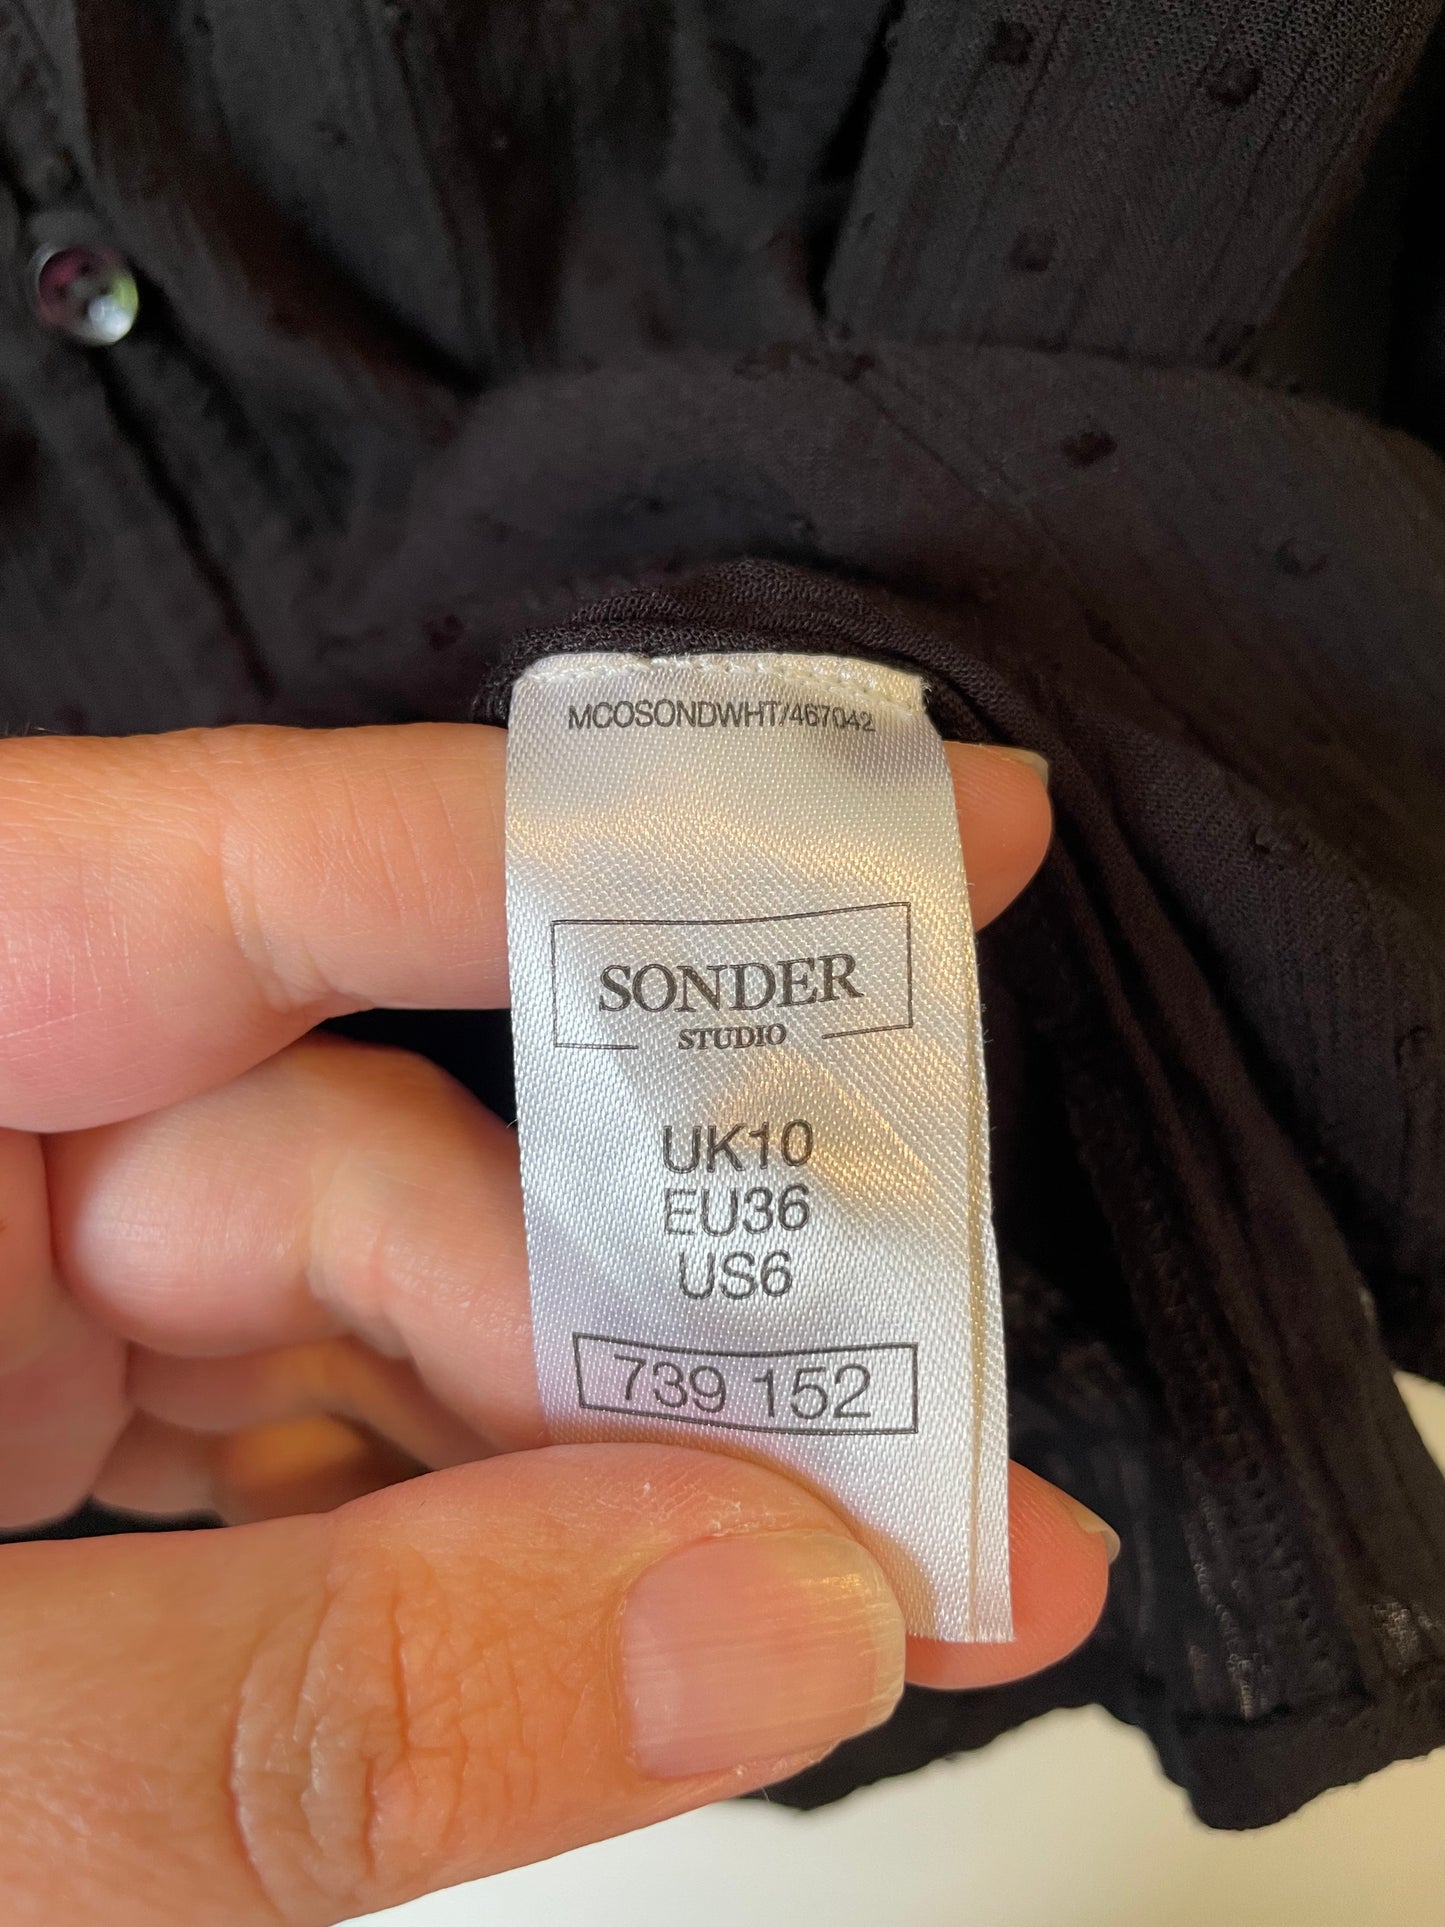 MCOSONDWHT/467042
SONDER
STUDIO
UK10
EU36
US6
739 152